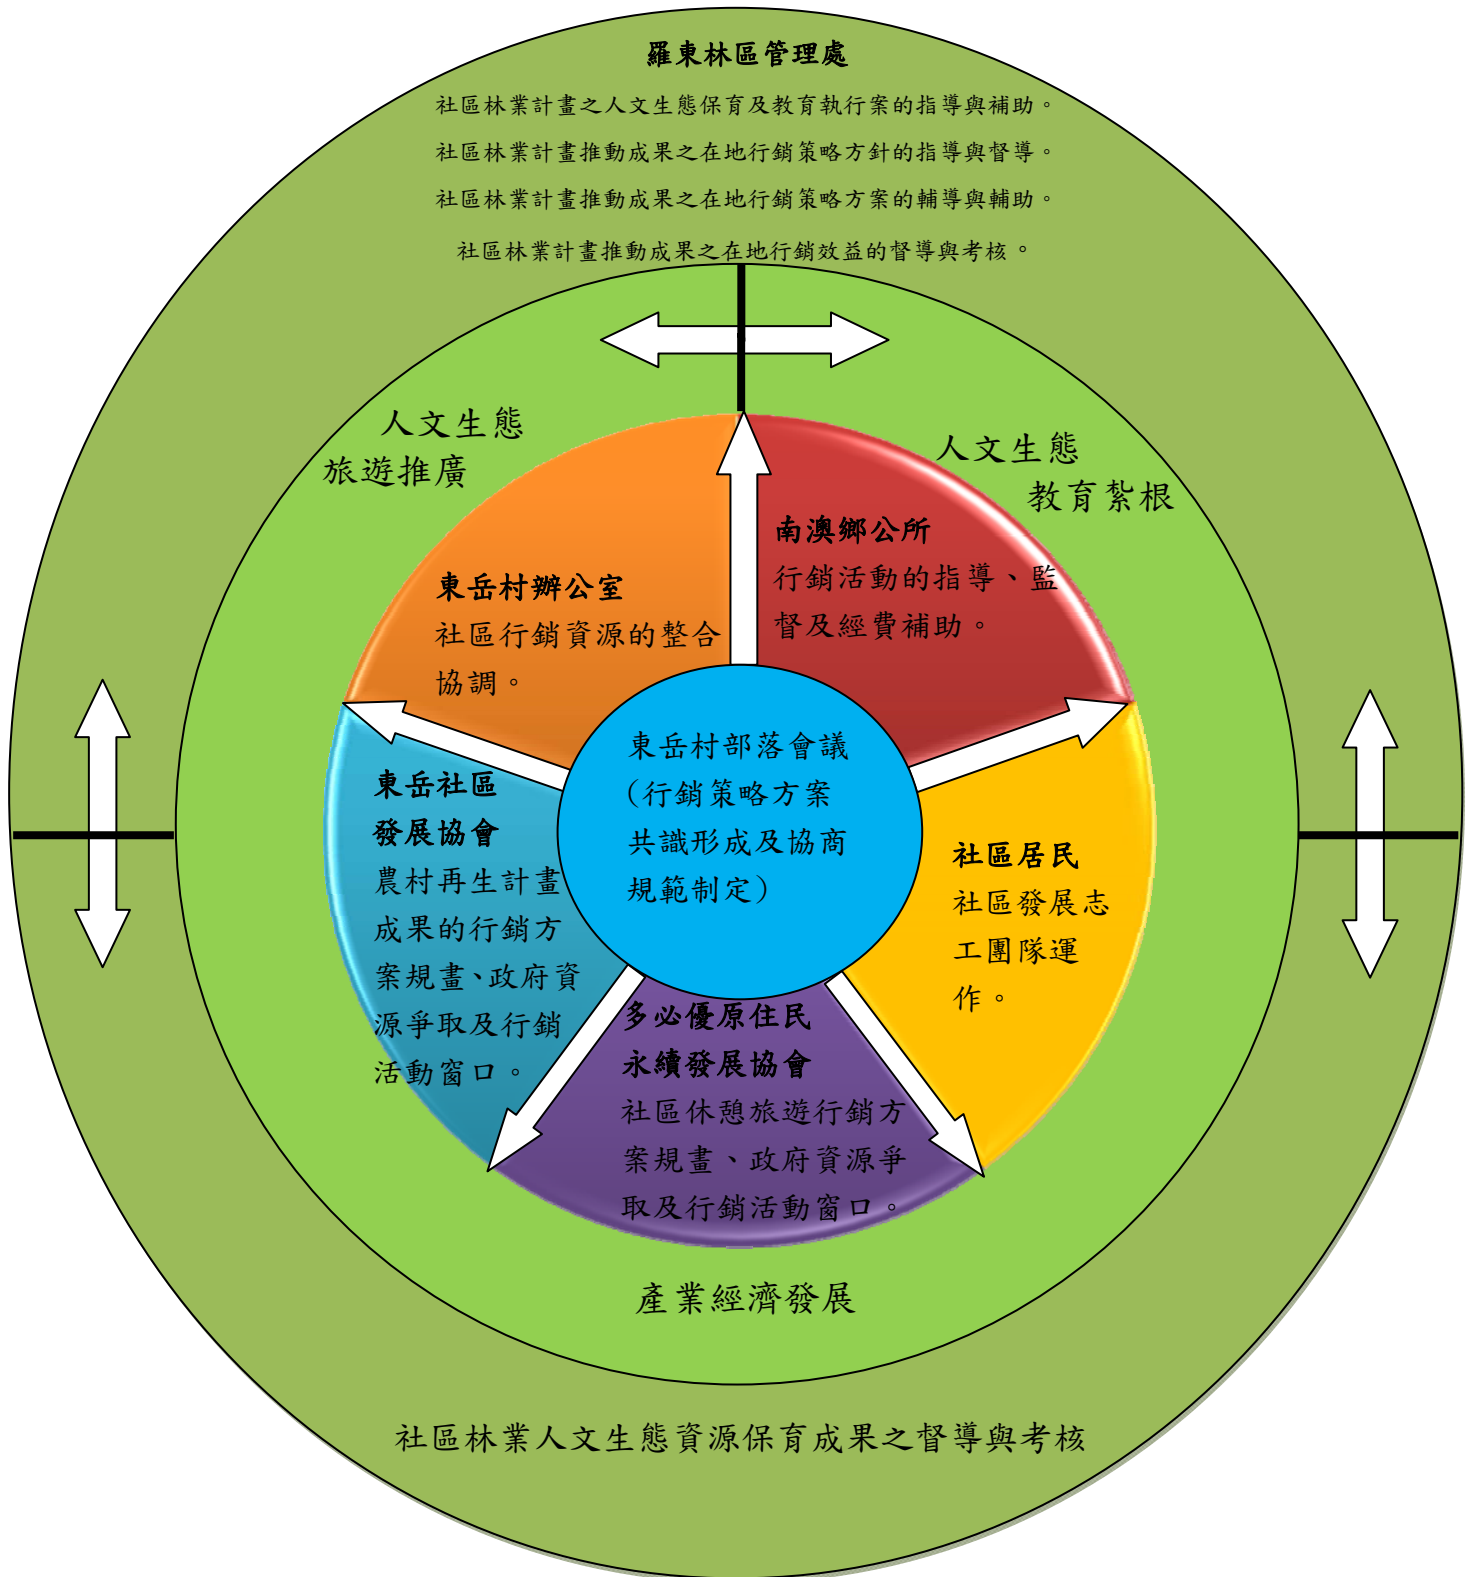 羅東林區管理處
社區林業計畫之人文生態保育及教育執行案的指導與補助。
社區林業計畫推動成果之在地行銷策略方針的指導與督導。
社區林業計畫推動成果之在地行銷策略方案的輔導與輔助。
社區林業計畫推動成果之在地行銷效益的督導與考核。
人文生態
旅遊推廣
人文生態
教育紮根
南澳鄉公所
行銷活動的指導、監
督及經費補助。
東岳村辦公室
社區行銷資源的整合
協調。
東岳村部落會議
(行銷策略方案
共識形成及協商
規範制定)
東岳社區
發展協會
農村再生計畫
成果的行銷方
案規畫、政府資
源爭取及行銷
活動窗口。
社區居民
社區發展志
工團隊運
作。
多必優原住民
永續發展協會
社區休憩旅遊行銷方
案規畫、政府資源爭
取及行銷活動窗口。
產業經濟發展
社區林業人文生態資源保育成果之督導與考核